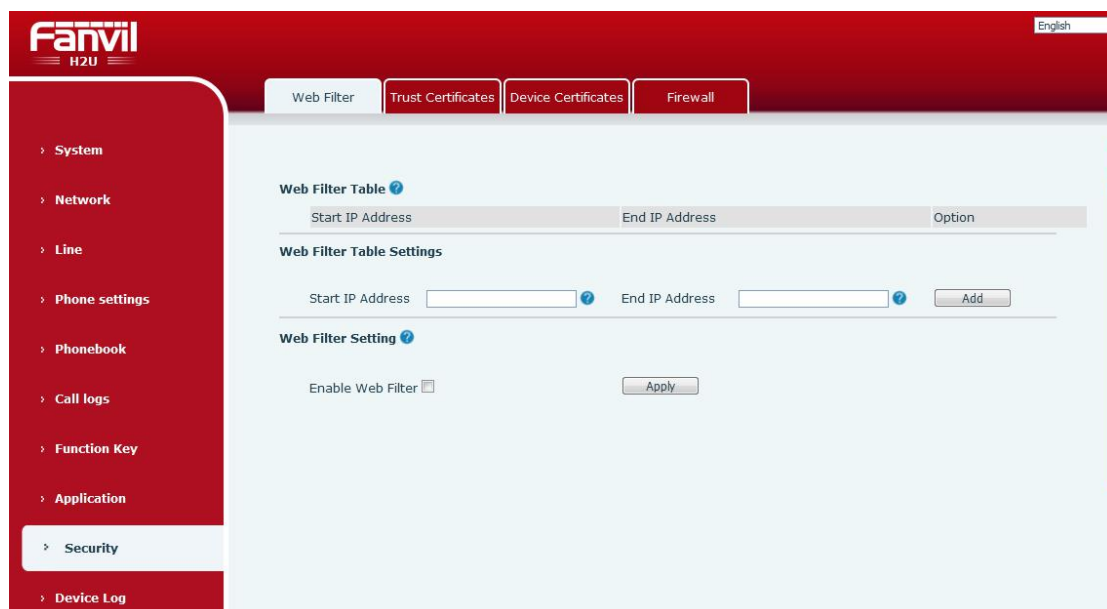 Fanvil
H2U
English
Web Filter Trust Certificates Device Certificates Firewall
› System
› Network
› Line
› Phone settings
› Phonebook
› Call logs
› Function Key
› Application
› Security
› Device Log
Web Filter Table ?
Start IP Address End IP Address Option
Web Filter Table Settings
Start IP Address ? End IP Address ? Add
Web Filter Setting ?
Enable Web Filter Apply